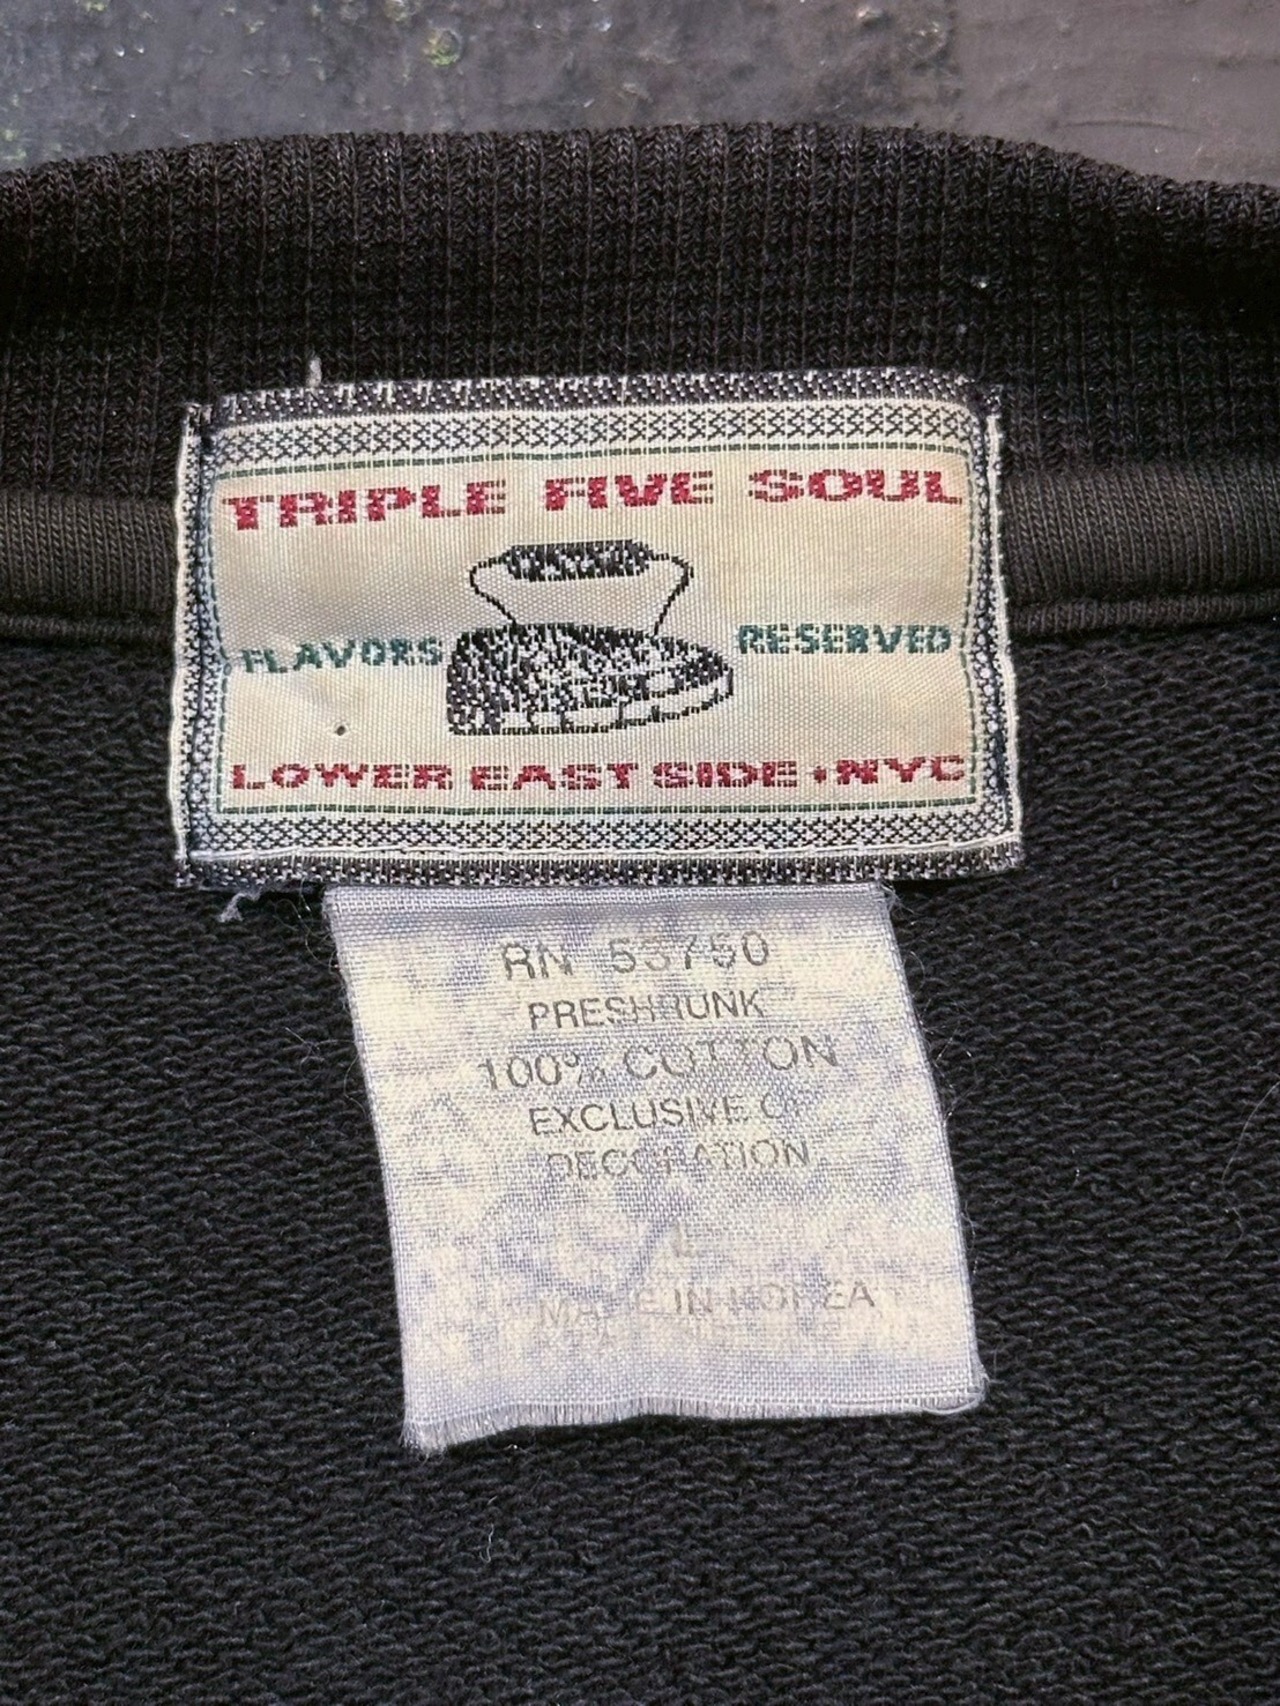 TRIPLE FIVE SOUL
FLAVORS RESERVED
LOWER EAST SIDE • NYC
RN 53750
PRESHRUNK
100% COTTON
EXCLUSIVE OF
DECORATION
L
MADE IN KOREA